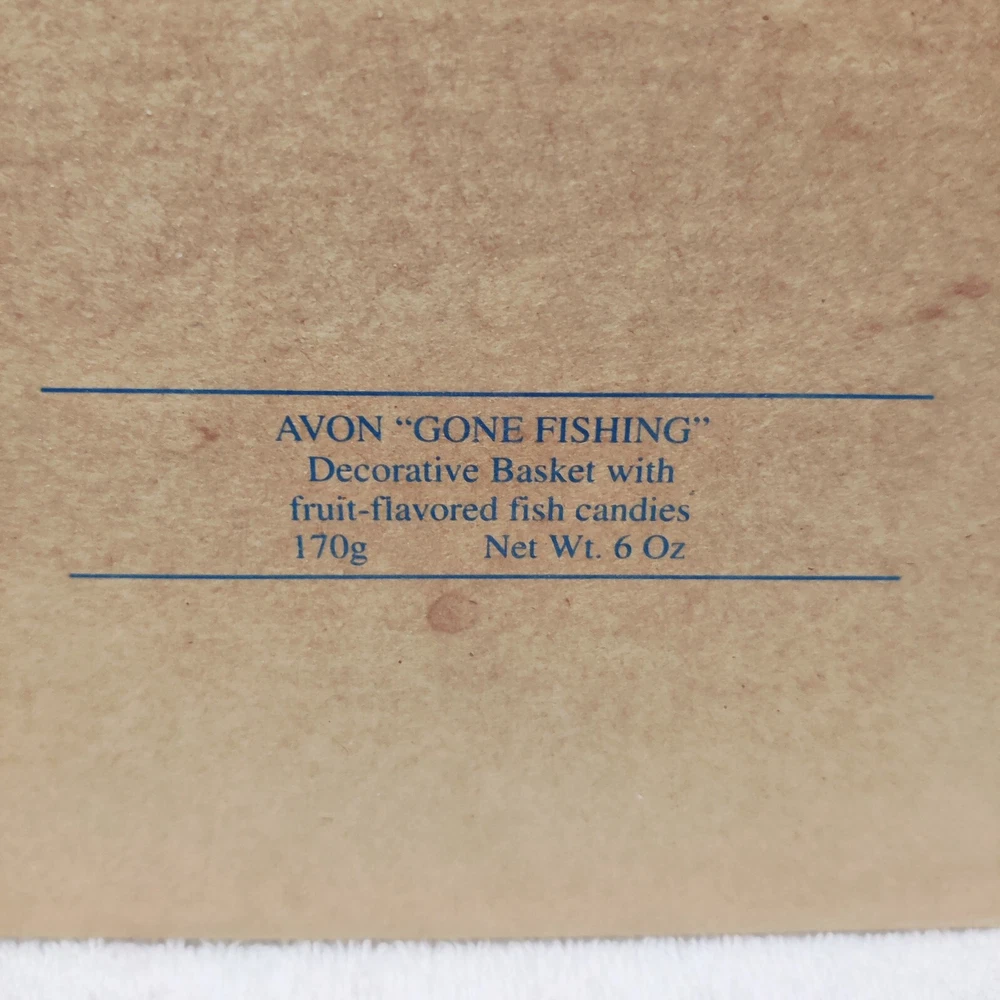 AVON “GONE FISHING”
Decorative Basket with
fruit-flavored fish candies
170g Net Wt. 6 Oz